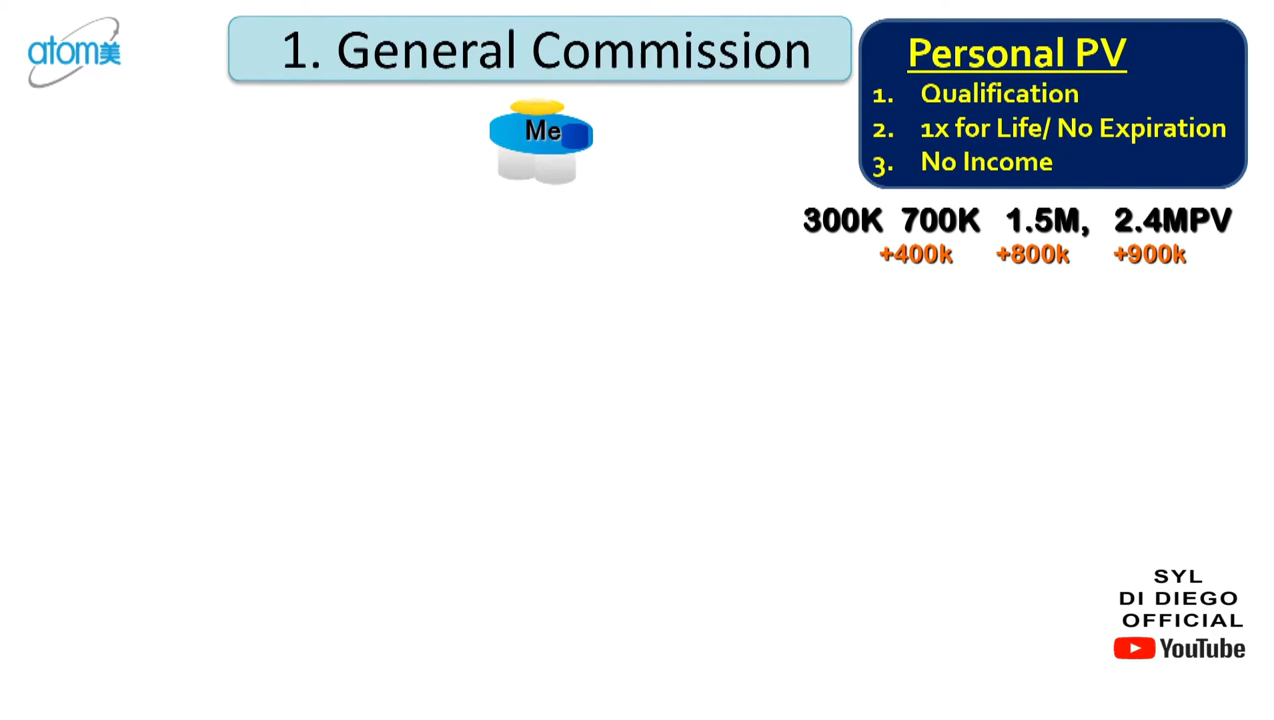 atom美
1. General Commission
Me
Personal PV
1. Qualification
2. 1x for Life/ No Expiration
3. No Income
300K 700K 1.5M, 2.4MPV
+400k +800k +900k
SYL
DI DIEGO
OFFICIAL
YouTube